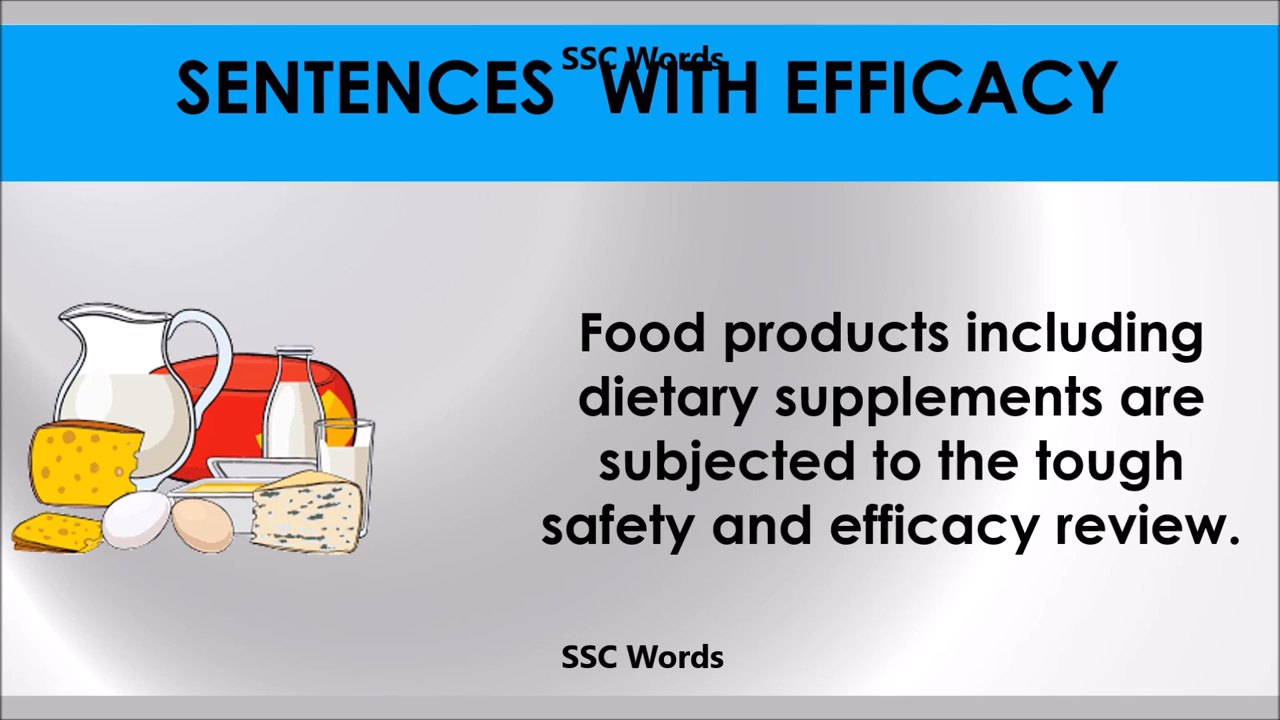 SSC Words
SENTENCES WITH EFFICACY
Food products including
dietary supplements are
subjected to the tough
safety and efficacy review.
SSC Words